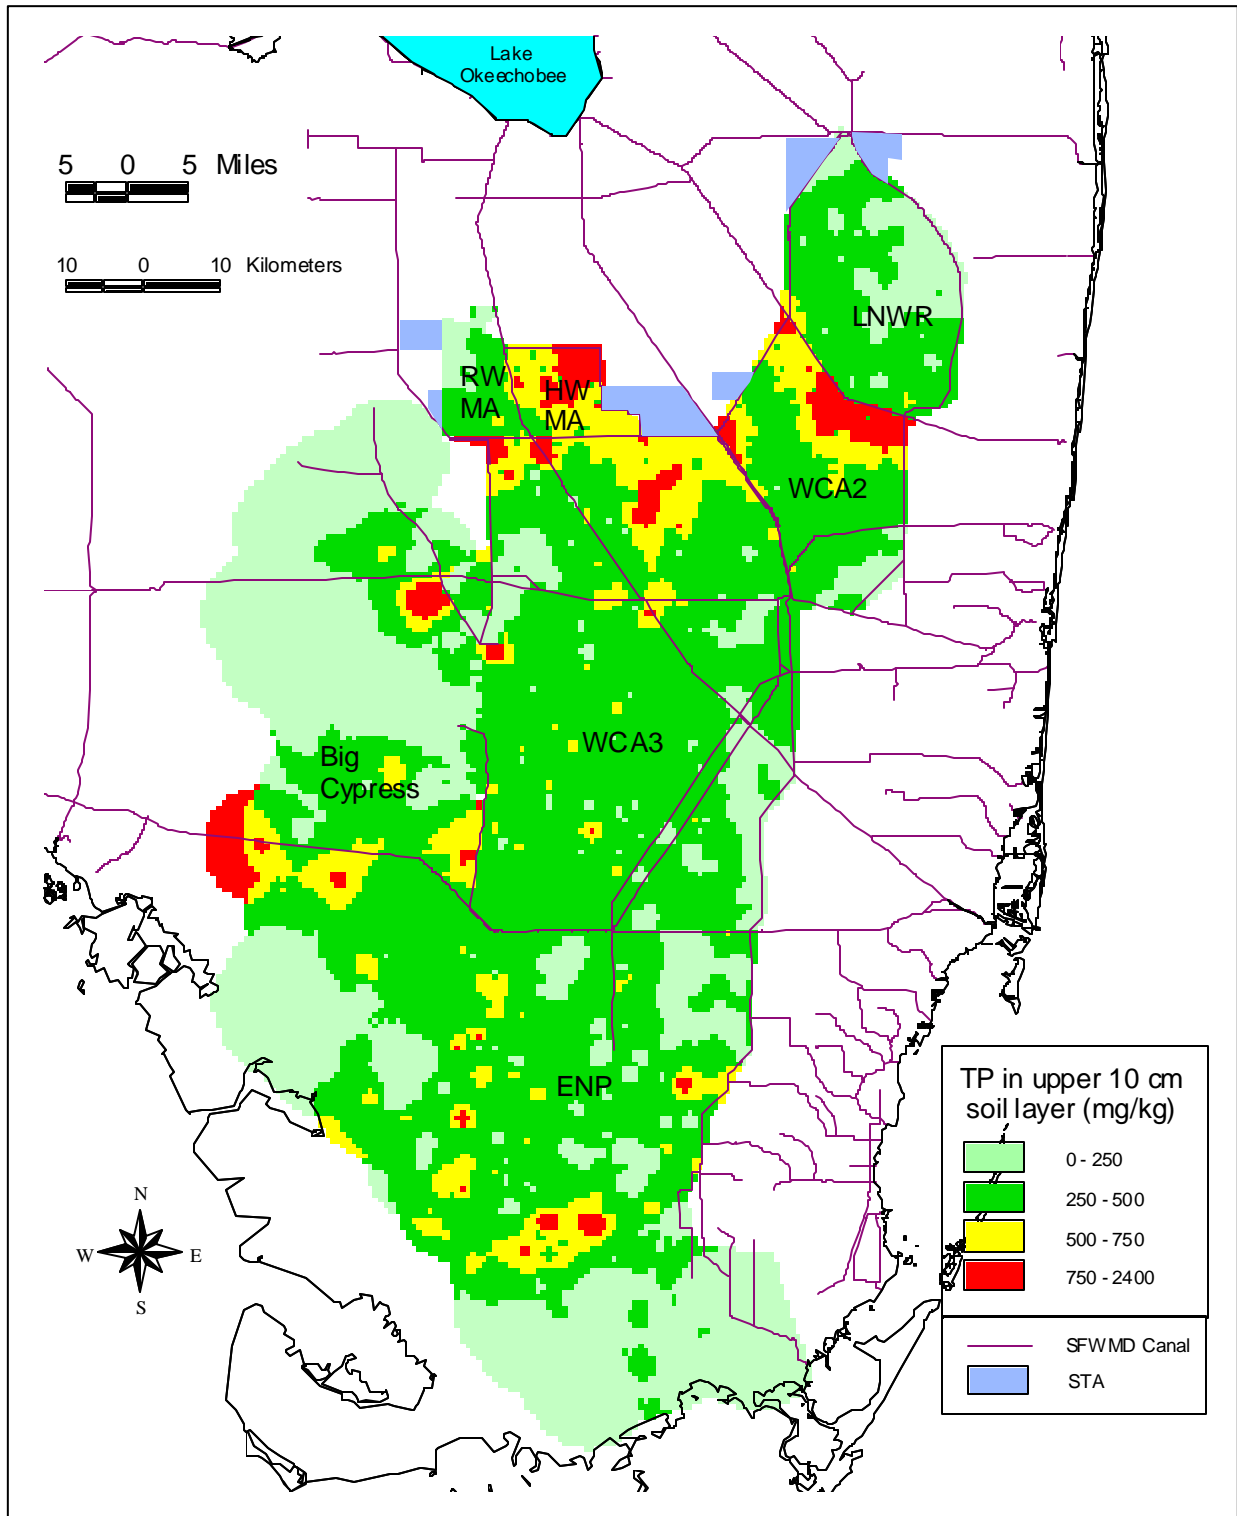 Lake
Okeechobee
5 0 5 Miles
10 0 10 Kilometers
LNWR
RW
MA
HW
MA
WCA2
WCA3
Big
Cypress
ENP
N
W E
S
TP in upper 10 cm
soil layer (mg/kg)
0 - 250
250 - 500
500 - 750
750 - 2400
SFWMD Canal
STA